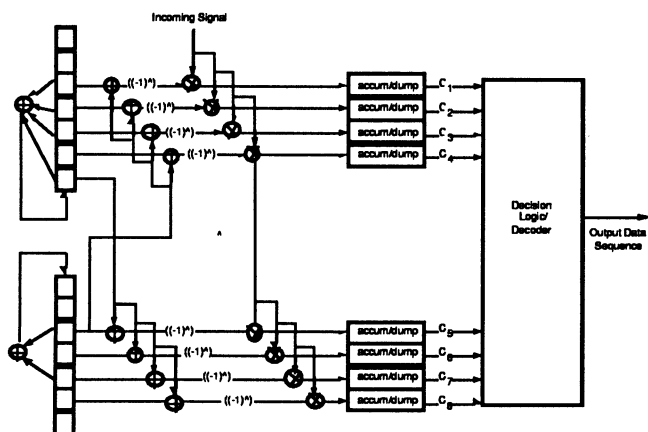 Incoming Signal
((-1)^)
accum/dump
C1
((-1)^)
accum/dump
C2
((-1)^)
accum/dump
C3
((-1)^)
accum/dump
C4
Decision
Logic/
Decoder
Output Data
Sequence
^
((-1)^)
accum/dump
C5
((-1)^)
accum/dump
C6
((-1)^)
accum/dump
C7
((-1)^)
accum/dump
C8